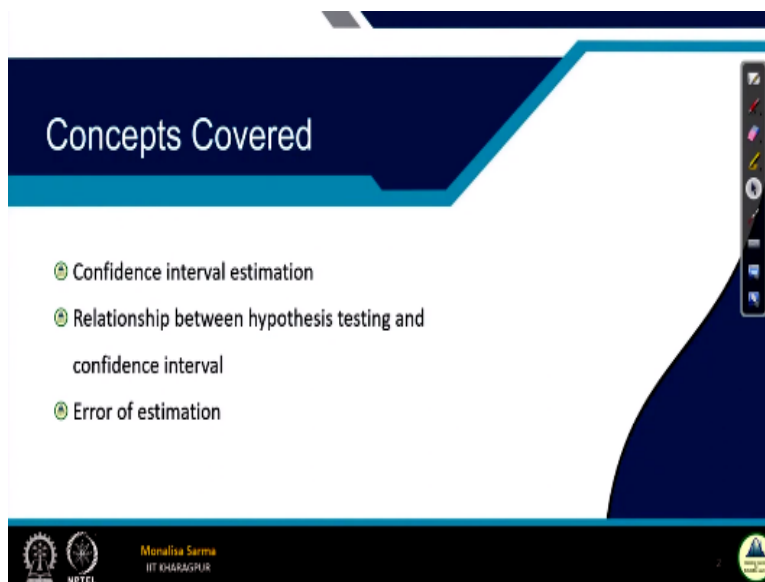 Concepts Covered
Confidence interval estimation
Relationship between hypothesis testing and
confidence interval
Error of estimation
Monalisa Sarma
IIT KHARAGPUR
NPTEL
2